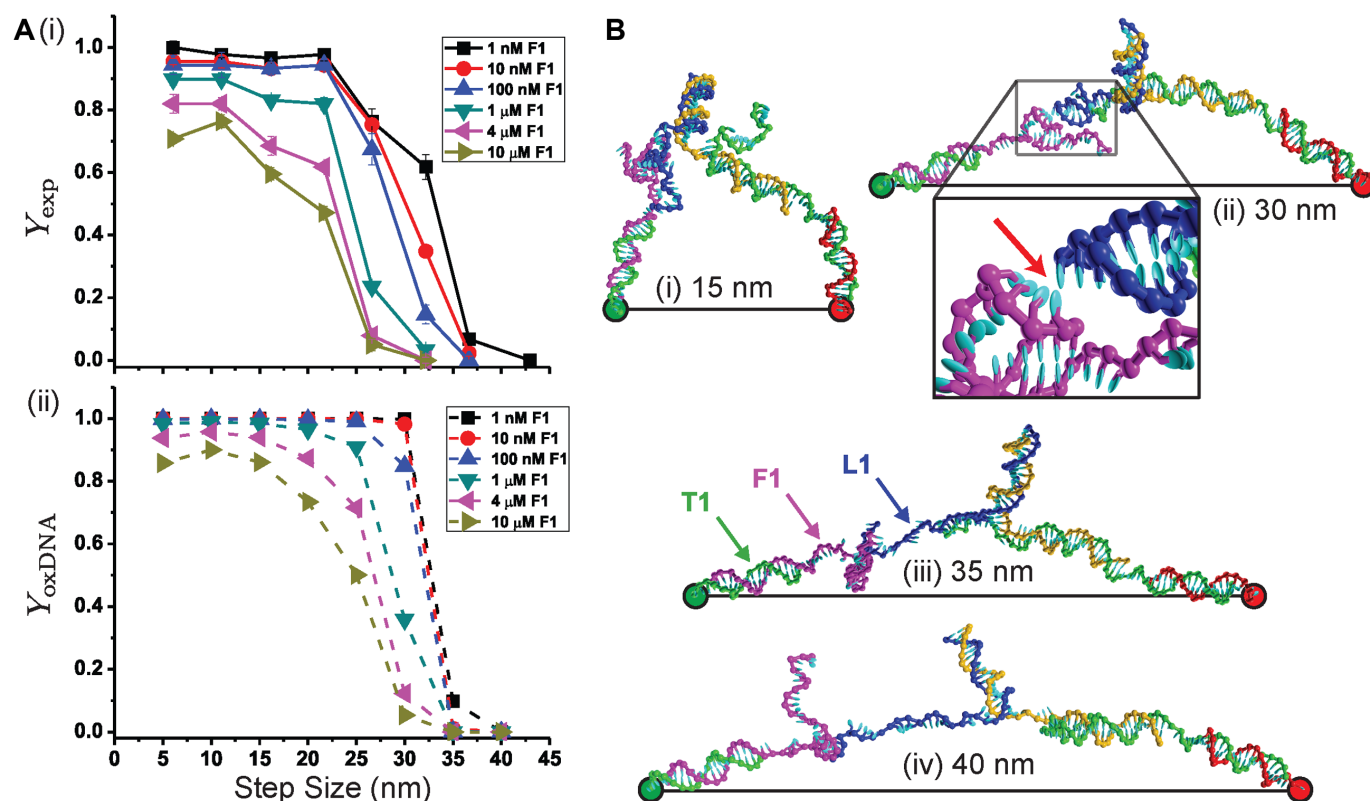 A (i)
1.0
0.8
0.6
0.4
0.2
0.0
Yexp
1 nM F1
10 nM F1
100 nM F1
1 μM F1
4 μM F1
10 μM F1
(ii)
1.0
0.8
0.6
0.4
0.2
0.0
YoxDNA
1 nM F1
10 nM F1
100 nM F1
1 μM F1
4 μM F1
10 μM F1
0 5 10 15 20 25 30 35 40 45
Step Size (nm)
B
(i) 15 nm
(ii) 30 nm
T1
F1
L1
(iii) 35 nm
(iv) 40 nm